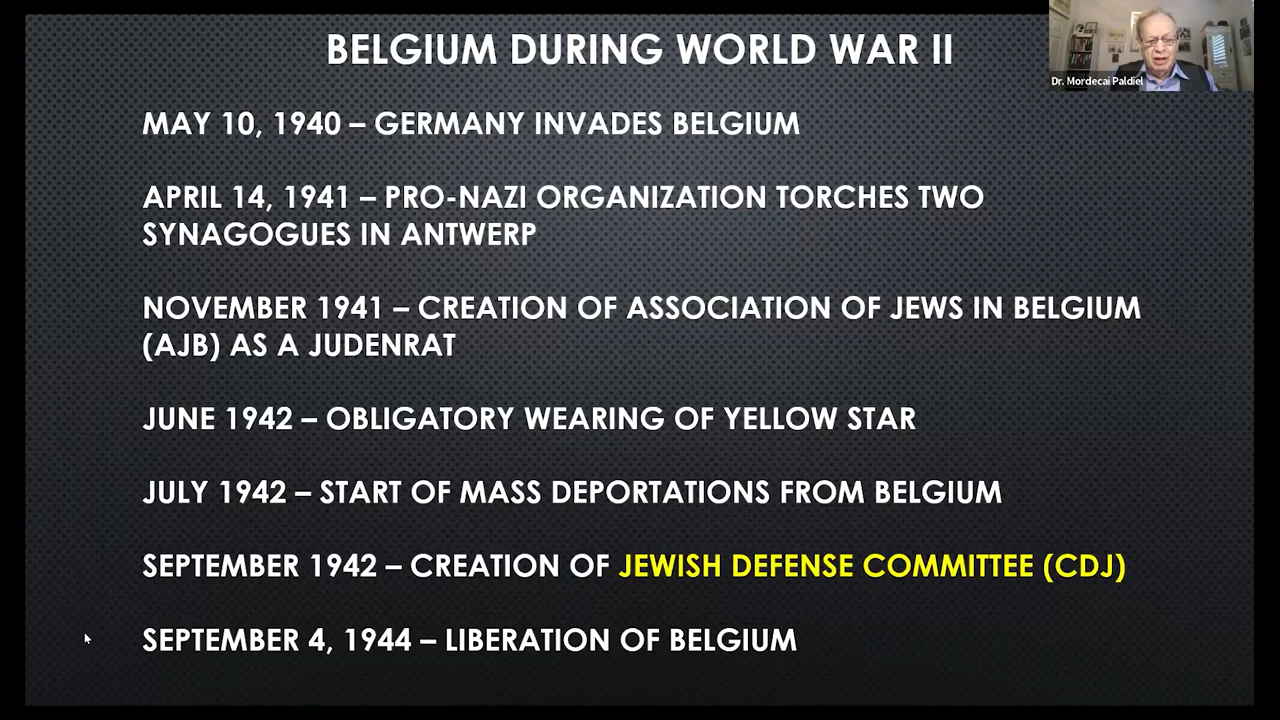 BELGIUM DURING WORLD WAR II
Dr. Mordecai Paldiel
MAY 10, 1940 – GERMANY INVADES BELGIUM
APRIL 14, 1941 – PRO-NAZI ORGANIZATION TORCHES TWO
SYNAGOGUES IN ANTWERP
NOVEMBER 1941 – CREATION OF ASSOCIATION OF JEWS IN BELGIUM
(AJB) AS A JUDENRAT
JUNE 1942 – OBLIGATORY WEARING OF YELLOW STAR
JULY 1942 – START OF MASS DEPORTATIONS FROM BELGIUM
SEPTEMBER 1942 – CREATION OF JEWISH DEFENSE COMMITTEE (CDJ)
SEPTEMBER 4, 1944 – LIBERATION OF BELGIUM